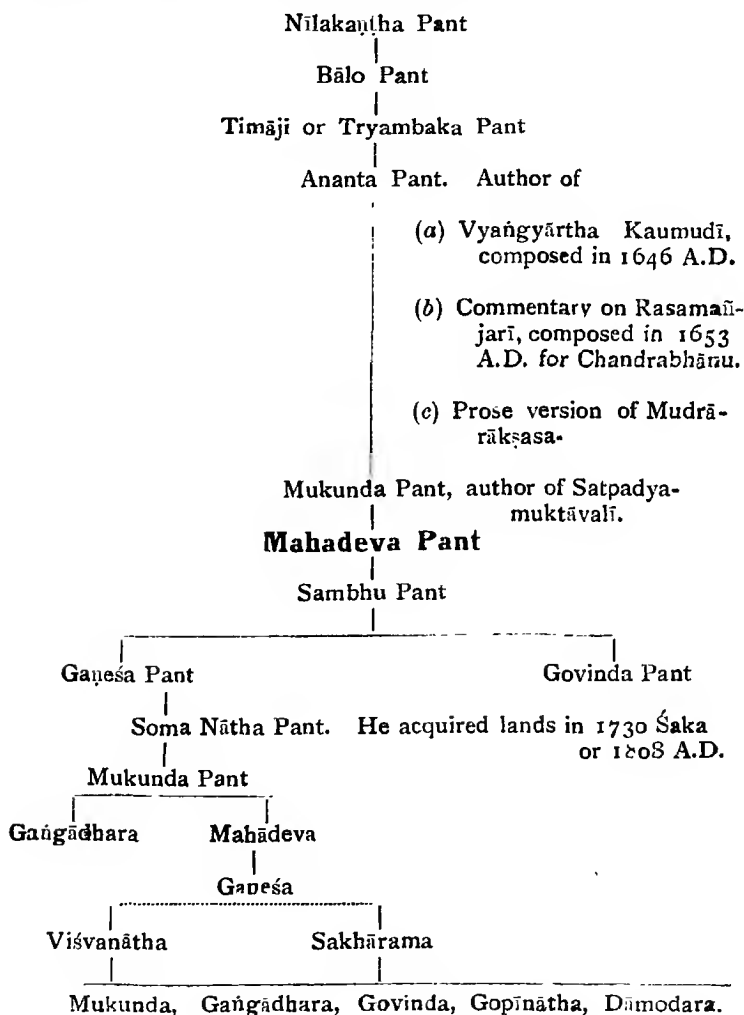 Nīlakaṇṭha Pant
Bālo Pant
Timāji or Tryambaka Pant
Ananta Pant. Author of
(a) Vyaṅgyārtha Kaumudī,
composed in 1646 A.D.
(b) Commentary on Rasamañ-
jarī, composed in 1653
A.D. for Chandrabhānu.
(c) Prose version of Mudrā-
rākṣasa-
Mukunda Pant, author of Satpadya-
muktāvalī.
Mahadeva Pant
Sambhu Pant
Gaṇeśa Pant Govinda Pant
Soma Nātha Pant. He acquired lands in 1730 Śaka
or 1808 A.D.
Mukunda Pant
Gaṅgādhara Mahādeva
Gaṇeśa
Viśvanātha Sakhārama
Mukunda, Gaṅgādhara, Govinda, Gopīnātha, Dāmodara.